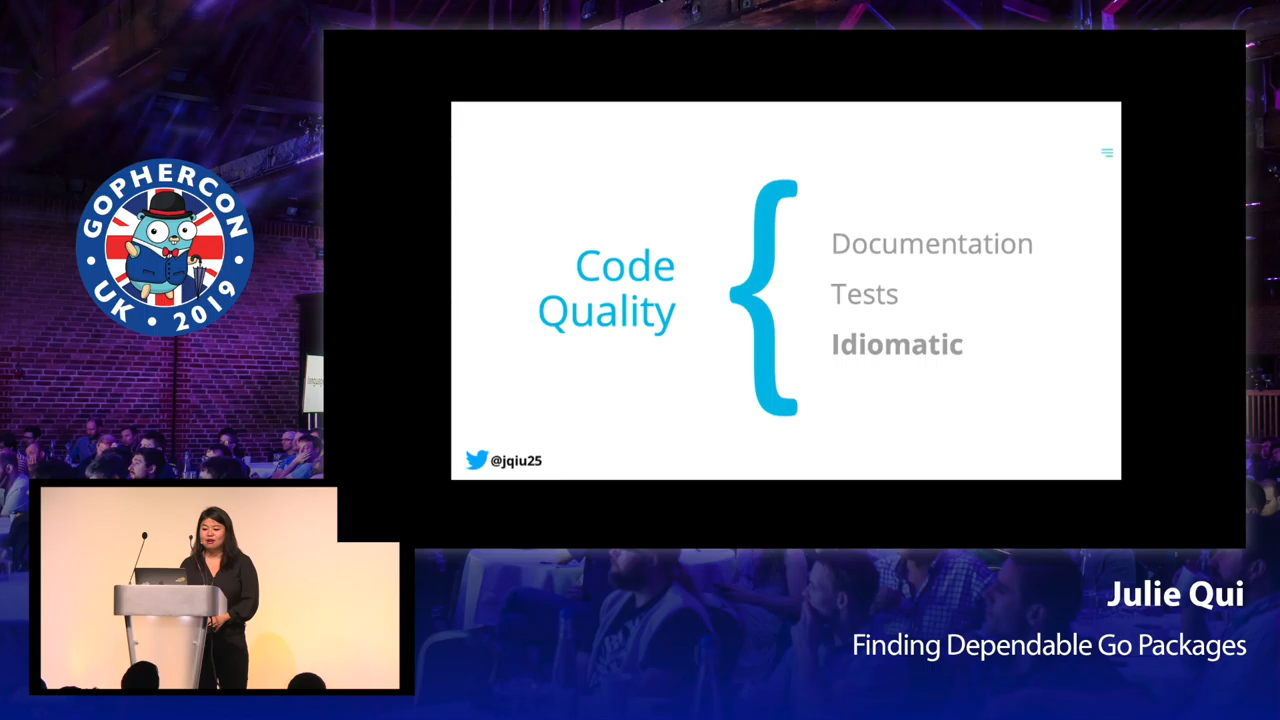 GOPHERCON
UK • 2019
Code
Quality
{
Documentation
Tests
Idiomatic
@jqiu25
Julie Qui
Finding Dependable Go Packages